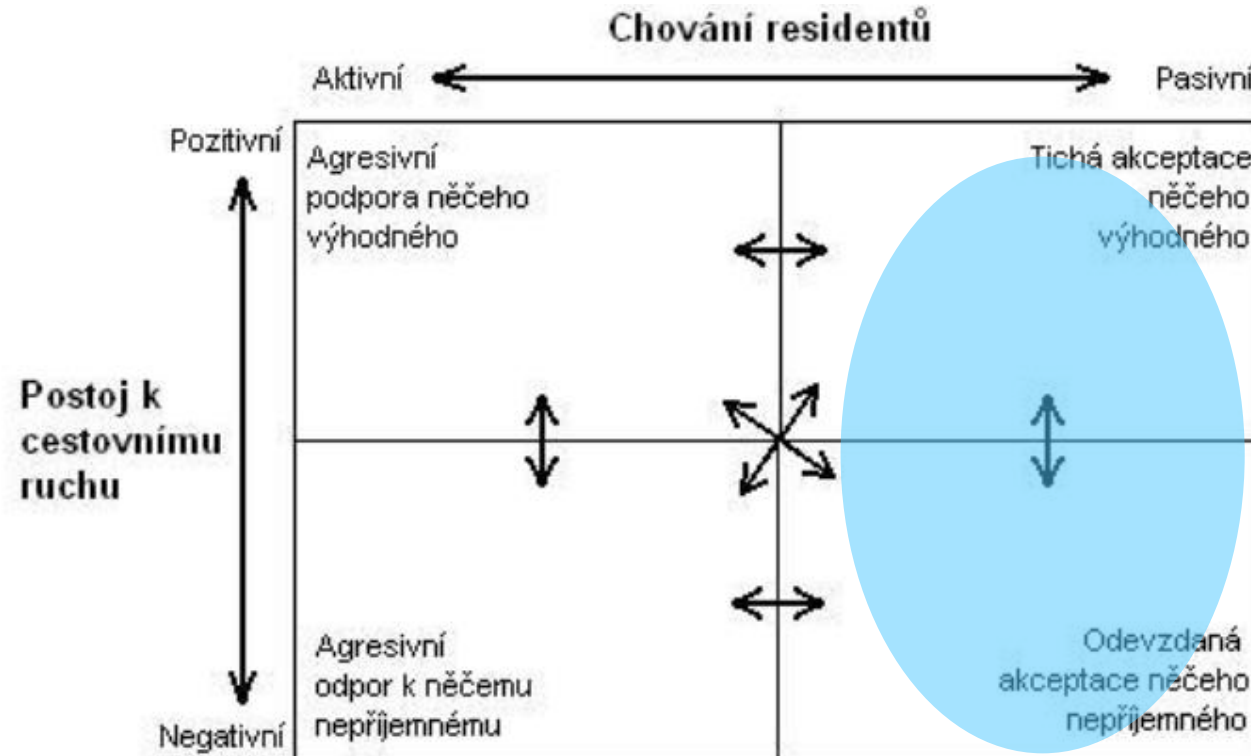 Chování residentů
Aktivní
Pasivní
Pozitivní
Agresivní
podpora něčeho
výhodného
Tichá akceptace
něčeho
výhodného
Postoj k
cestovnímu
ruchu
Agresivní
odpor k něčemu
nepříjemnému
Odevzdaná
akceptace něčeho
nepříjemného
Negativní